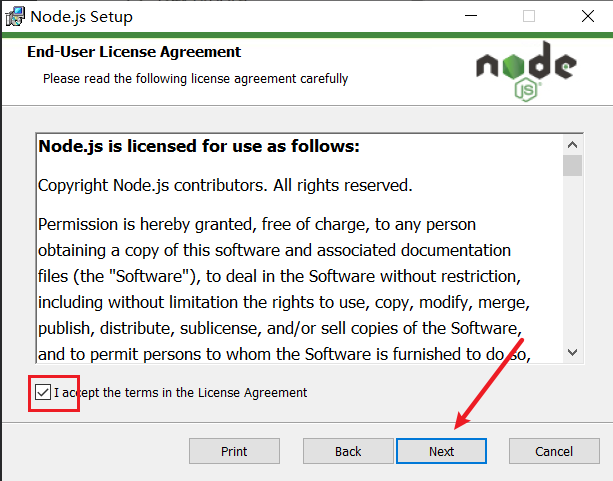 Node.js Setup
End-User License Agreement
Please read the following license agreement carefully
node
JS
Node.js is licensed for use as follows:
Copyright Node.js contributors. All rights reserved.
Permission is hereby granted, free of charge, to any person
obtaining a copy of this software and associated documentation
files (the "Software"), to deal in the Software without restriction,
including without limitation the rights to use, copy, modify, merge,
publish, distribute, sublicense, and/or sell copies of the Software,
and to permit persons to whom the Software is furnished to do so,
I accept the terms in the License Agreement
Print
Back
Next
Cancel